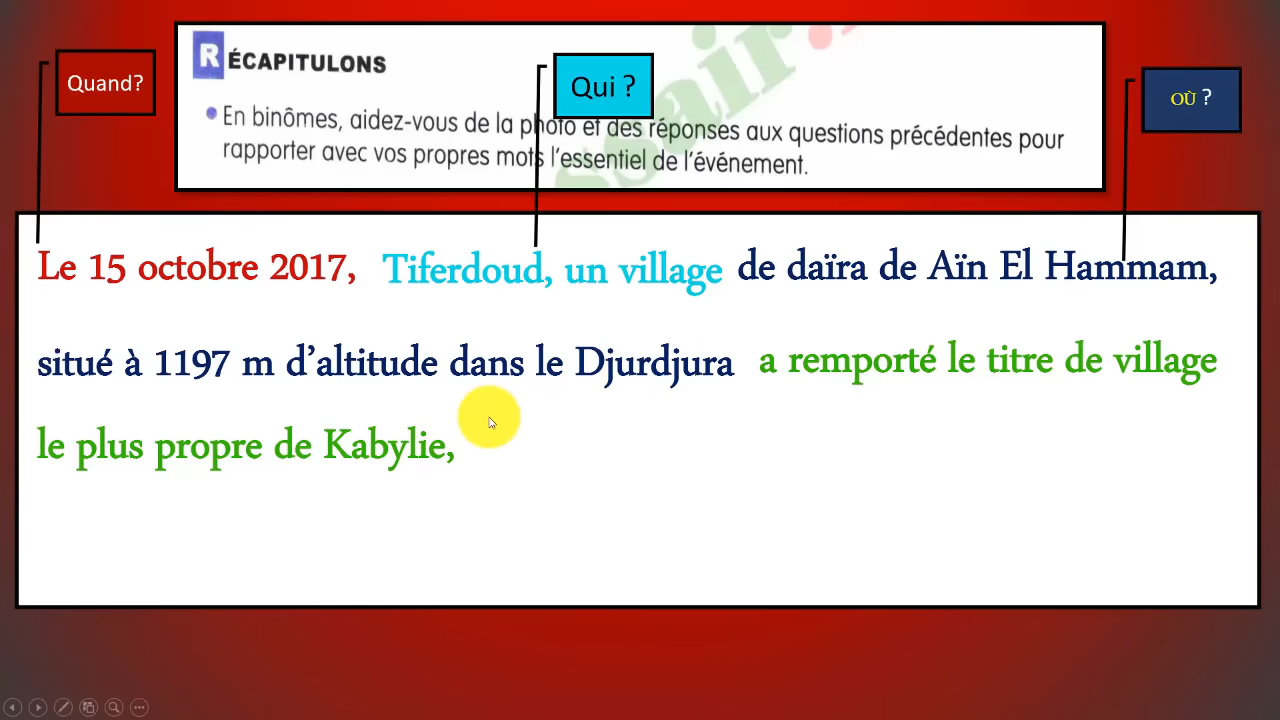 Quand?
RÉCAPITULONS
Qui ?
OÙ ?
• En binômes, aidez-vous de la photo et des réponses aux questions précédentes pour
rapporter avec vos propres mots l'essentiel de l'événement.
Le 15 octobre 2017, Tiferdoud, un village de daïra de Aïn El Hammam,
situé à 1197 m d'altitude dans le Djurdjura a remporté le titre de village
le plus propre de Kabylie,